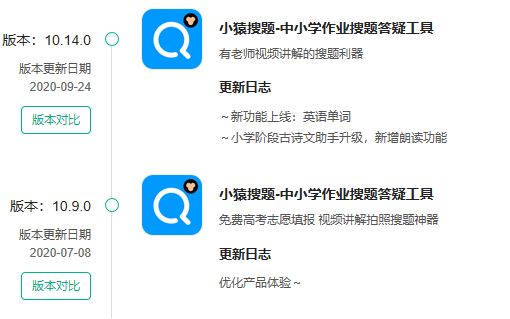 版本：10.14.0
版本更新日期
2020-09-24
版本对比
小猿搜题-中小学作业搜题答疑工具
有老师视频讲解的搜题利器
更新日志
～新功能上线：英语单词
～小学阶段古诗文助手升级，新增朗读功能
版本：10.9.0
版本更新日期
2020-07-08
版本对比
小猿搜题-中小学作业搜题答疑工具
免费高考志愿填报 视频讲解拍照搜题神器
更新日志
优化产品体验～